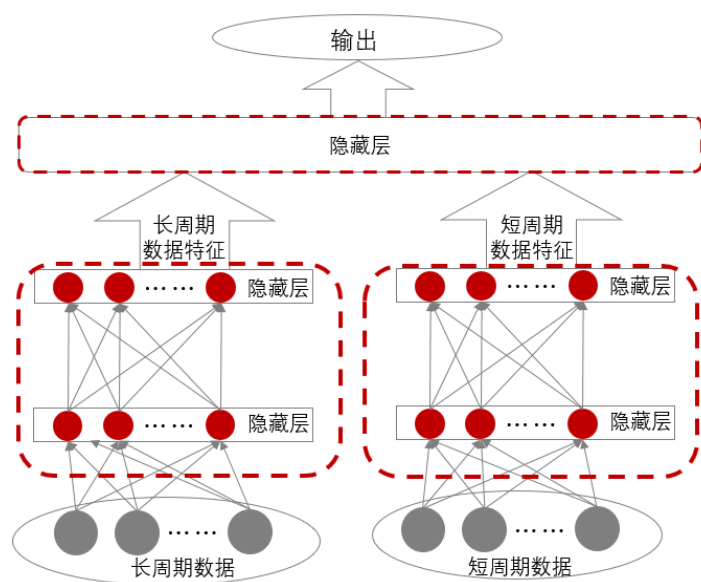 输出
隐藏层
长周期
数据特征
短周期
数据特征
…… 隐藏层
…… 隐藏层
…… 隐藏层
…… 隐藏层
……
长周期数据
……
短周期数据